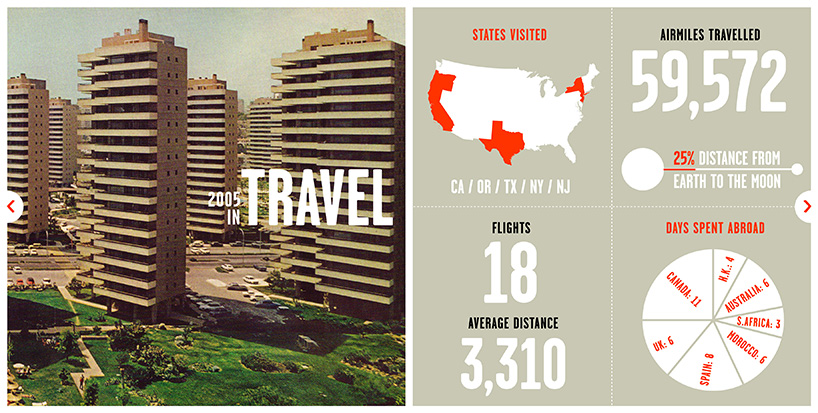 2005
IN
TRAVEL
STATES VISITED
CA / OR / TX / NY / NJ
AIRMILES TRAVELLED
59,572
25% DISTANCE FROM
EARTH TO THE MOON
FLIGHTS
18
AVERAGE DISTANCE
3,310
DAYS SPENT ABROAD
H.K.: 4
AUSTRALIA: 6
S.AFRICA: 3
MOROCCO: 6
SPAIN: 8
UK: 6
CANADA: 11